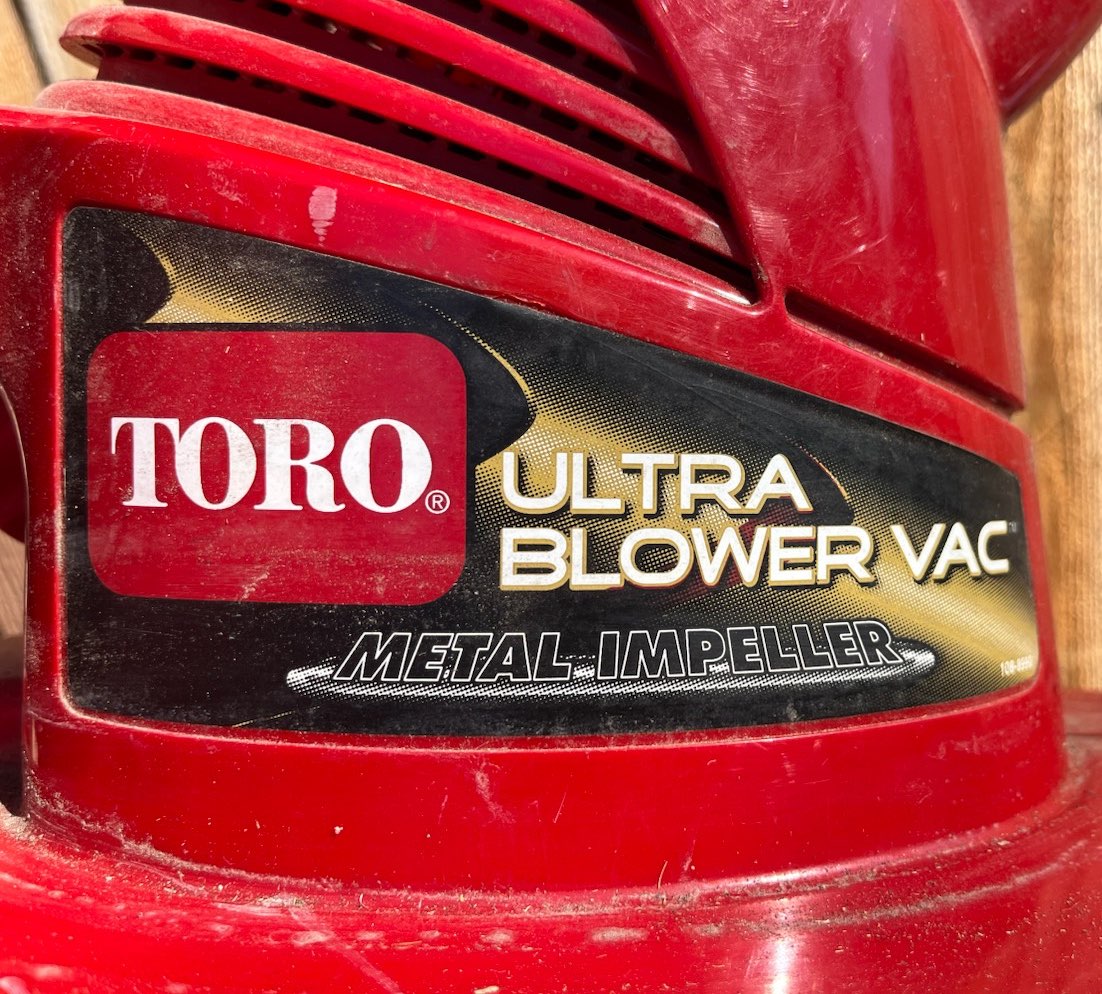 TORO®
ULTRA
BLOWER VAC™
METAL IMPELLER